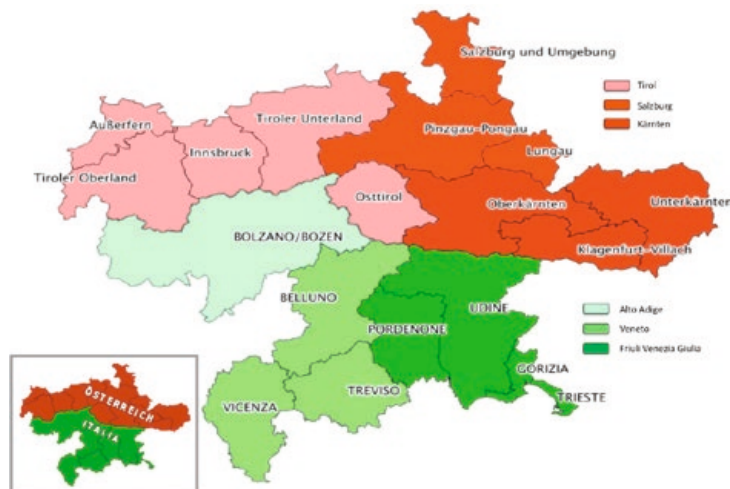 Salzburg und Umgebung
Tirol
Salzburg
Kärnten
Tiroler Unterland
Außerfern
Pinzgau-Pongau
Innsbruck
Lungau
Tiroler Oberland
Osttirol
Oberkärnten
Unterkärnten
BOLZANO/BOZEN
Klagenfurt-Villach
BELLUNO
UDINE
Alto Adige
Veneto
Friuli Venezia Giulia
PORDENONE
GORIZIA
TREVISO
TRIESTE
VICENZA
ÖSTERREICH
ITALIA